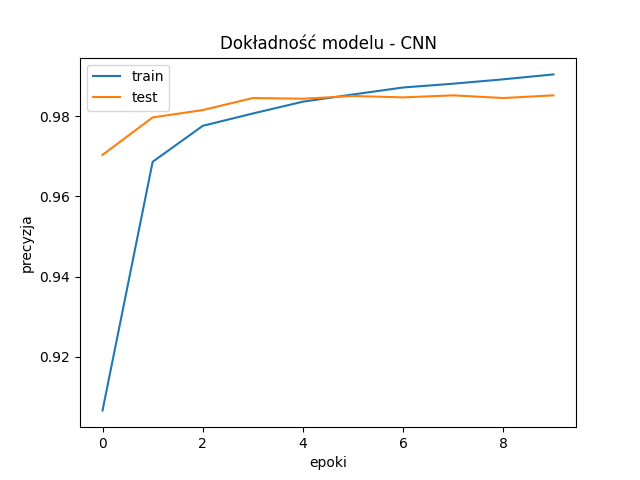 Dokładność modelu - CNN
train
test
precyzja
0.98
0.96
0.94
0.92
0
2
4
6
8
epoki